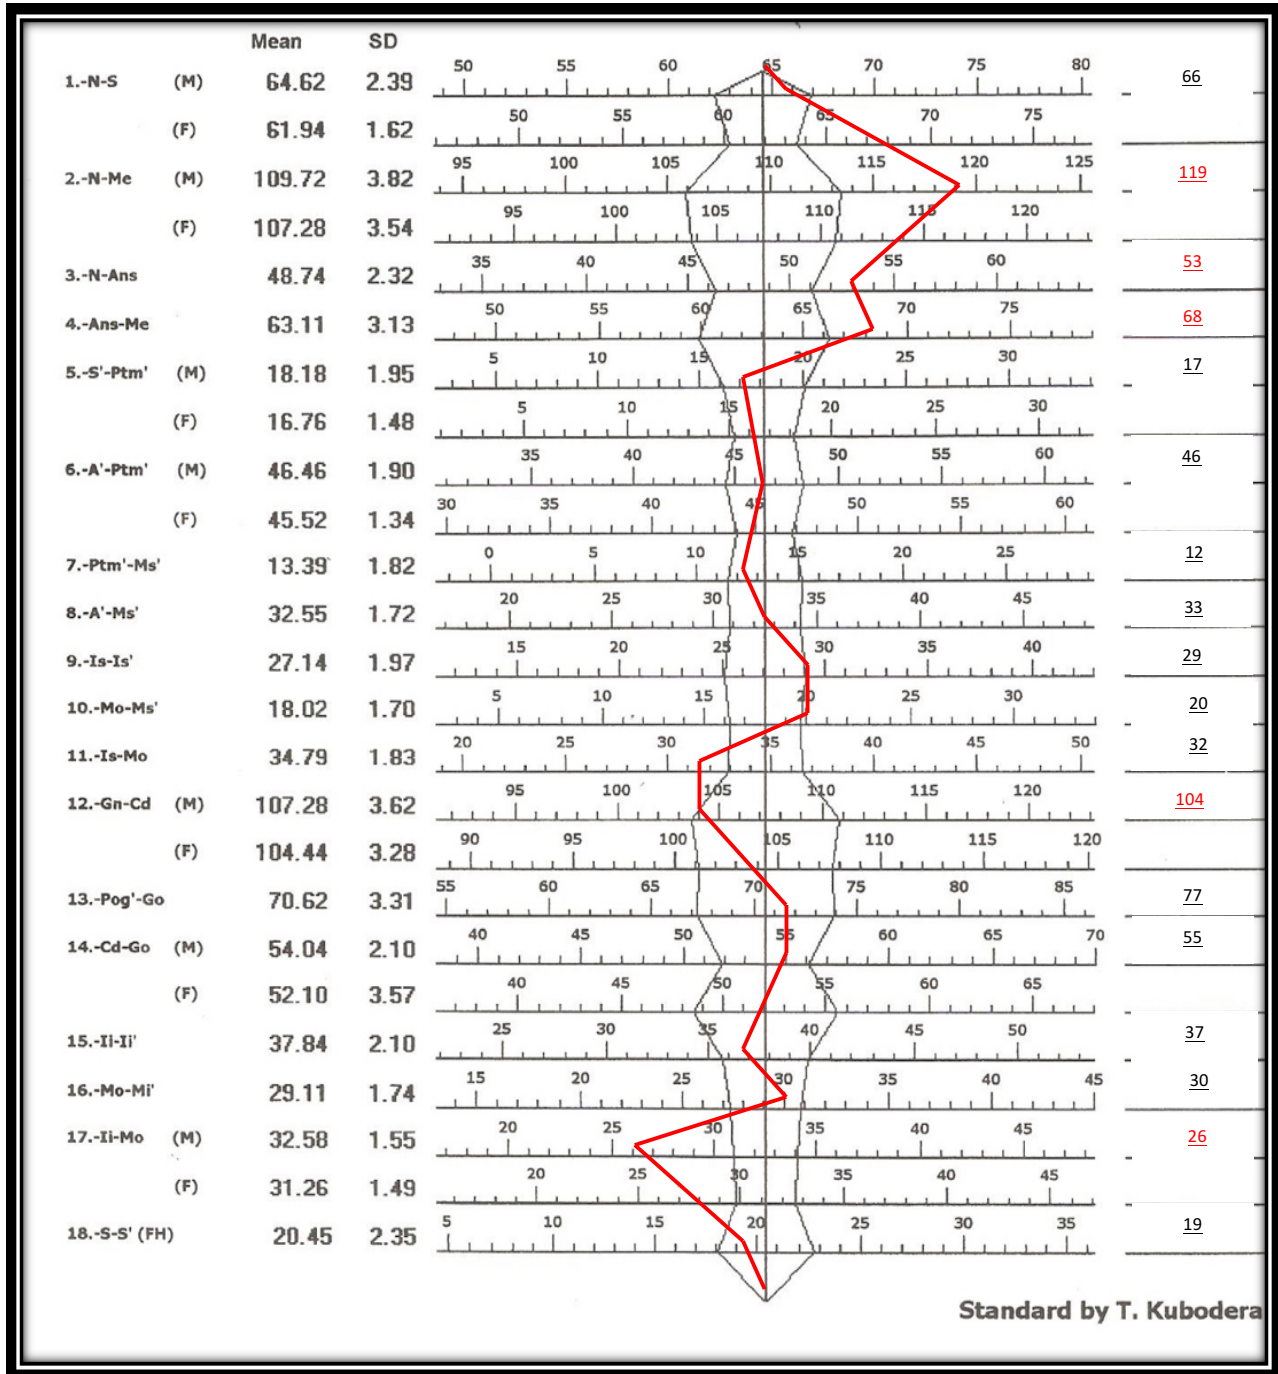 Mean SD
50 55 60 65 70 75 80
1.-N-S (M) 64.62 2.39 66
50 55 60 65 70 75
(F) 61.94 1.62
95 100 105 110 115 120 125
2.-N-Me (M) 109.72 3.82 119
95 100 105 110 115 120
(F) 107.28 3.54
35 40 45 50 55 60
3.-N-Ans 48.74 2.32 53
50 55 60 65 70 75
4.-Ans-Me 63.11 3.13 68
5 10 15 20 25 30
5.-S'-Ptm' (M) 18.18 1.95 17
5 10 15 20 25 30
(F) 16.76 1.48
35 40 45 50 55 60
6.-A'-Ptm' (M) 46.46 1.90 46
30 35 40 45 50 55 60
(F) 45.52 1.34
0 5 10 15 20 25
7.-Ptm'-Ms' 13.39 1.82 12
20 25 30 35 40 45
8.-A'-Ms' 32.55 1.72 33
15 20 25 30 35 40
9.-Is-Is' 27.14 1.97 29
5 10 15 20 25 30
10.-Mo-Ms' 18.02 1.70 20
20 25 30 35 40 45 50
11.-Is-Mo 34.79 1.83 32
95 100 105 110 115 120
12.-Gn-Cd (M) 107.28 3.62 104
90 95 100 105 110 115 120
(F) 104.44 3.28
55 60 65 70 75 80 85
13.-Pog'-Go 70.62 3.31 77
40 45 50 55 60 65 70
14.-Cd-Go (M) 54.04 2.10 55
40 45 50 55 60 65
(F) 52.10 3.57
25 30 35 40 45 50
15.-Ii-Ii' 37.84 2.10 37
15 20 25 30 35 40 45
16.-Mo-Mi' 29.11 1.74 30
20 25 30 35 40 45
17.-Ii-Mo (M) 32.58 1.55 26
20 25 30 35 40 45
(F) 31.26 1.49
5 10 15 20 25 30 35
18.-S-S' (FH) 20.45 2.35 19
Standard by T. Kubodera